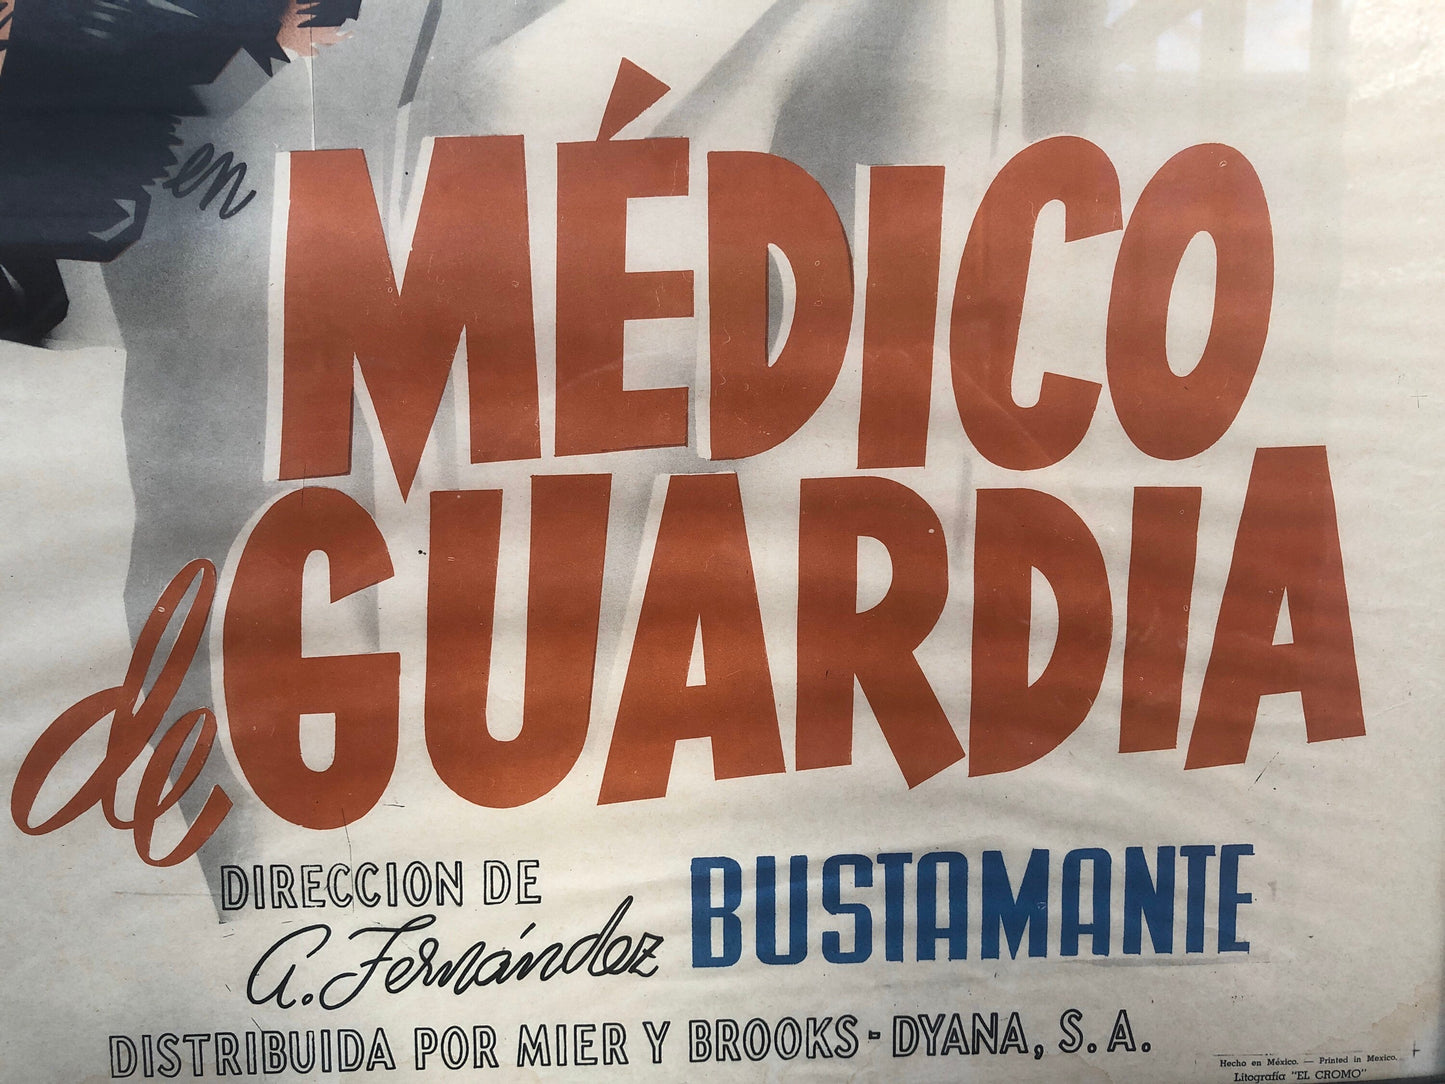 en
MÉDICO
de GUARDIA
DIRECCION DE
A. Fernández BUSTAMANTE
DISTRIBUIDA POR MIER Y BROOKS - DYANA, S. A.
Hecho en México. — Printed in Mexico.
Litografía "EL CROMO"